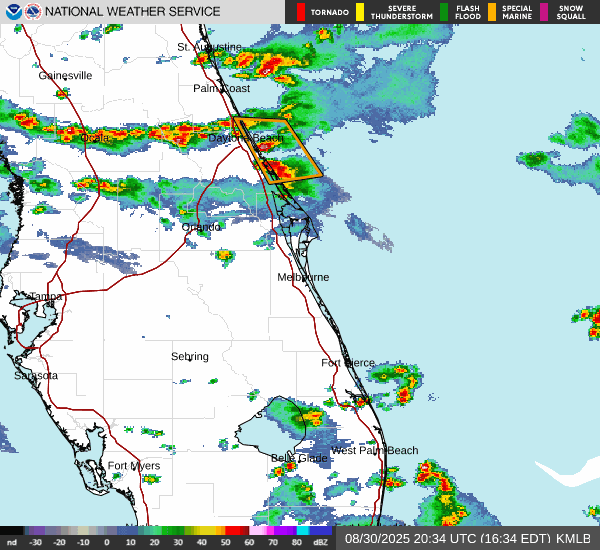 NATIONAL WEATHER SERVICE
TORNADO
SEVERE
THUNDERSTORM
FLASH
FLOOD
SPECIAL
MARINE
SNOW
SQUALL
St. Augustine
Gainesville
Palm Coast
Ocala
Daytona Beach
Orlando
Melbourne
Tampa
Sebring
Fort Pierce
Sarasota
West Palm Beach
Belle Glade
Fort Myers
nd -30 -20 -10 0 10 20 30 40 50 60 70 80 dBZ
08/30/2025 20:34 UTC (16:34 EDT) KMLB